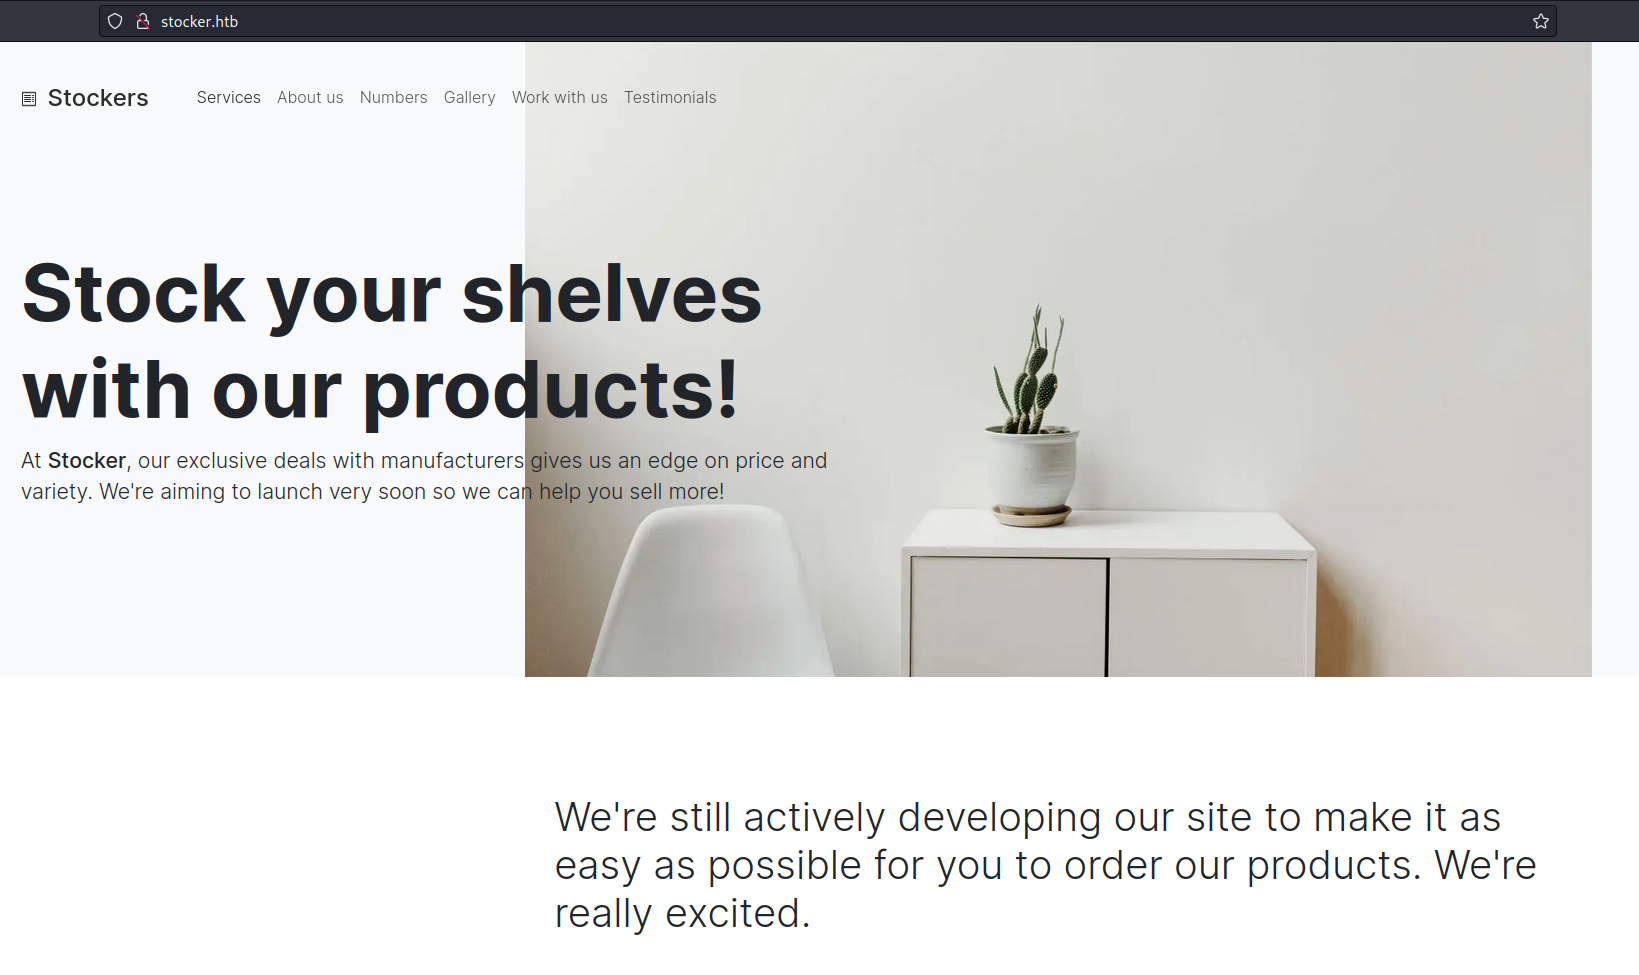 stocker.htb
Stockers Services About us Numbers Gallery Work with us Testimonials
Stock your shelves
with our products!
At Stocker, our exclusive deals with manufacturers gives us an edge on price and
variety. We're aiming to launch very soon so we can help you sell more!
We're still actively developing our site to make it as
easy as possible for you to order our products. We're
really excited.